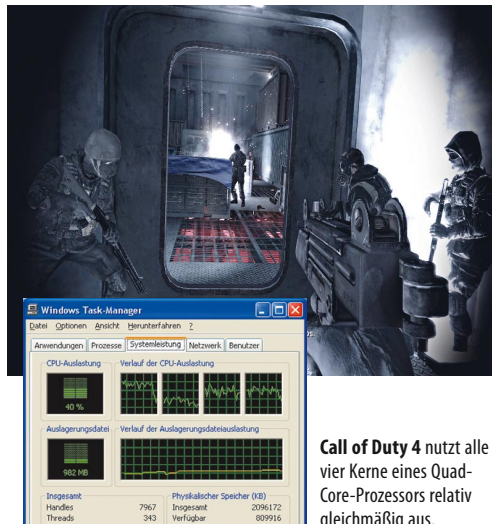 Windows Task-Manager
Datei Optionen Ansicht Herunterfahren ?
Anwendungen Prozesse Systemleistung Netzwerk Benutzer
CPU-Auslastung Verlauf der CPU-Auslastung
40 %
Auslagerungsdatei Verlauf der Auslagerungsdateiauslastung
982 MB
Insgesamt Physikalischer Speicher (KB)
Handles 7967 Insgesamt 2096172
Threads 343 Verfügbar 809916
Call of Duty 4 nutzt alle
vier Kerne eines Quad-
Core-Prozessors relativ
gleichmäßig aus.